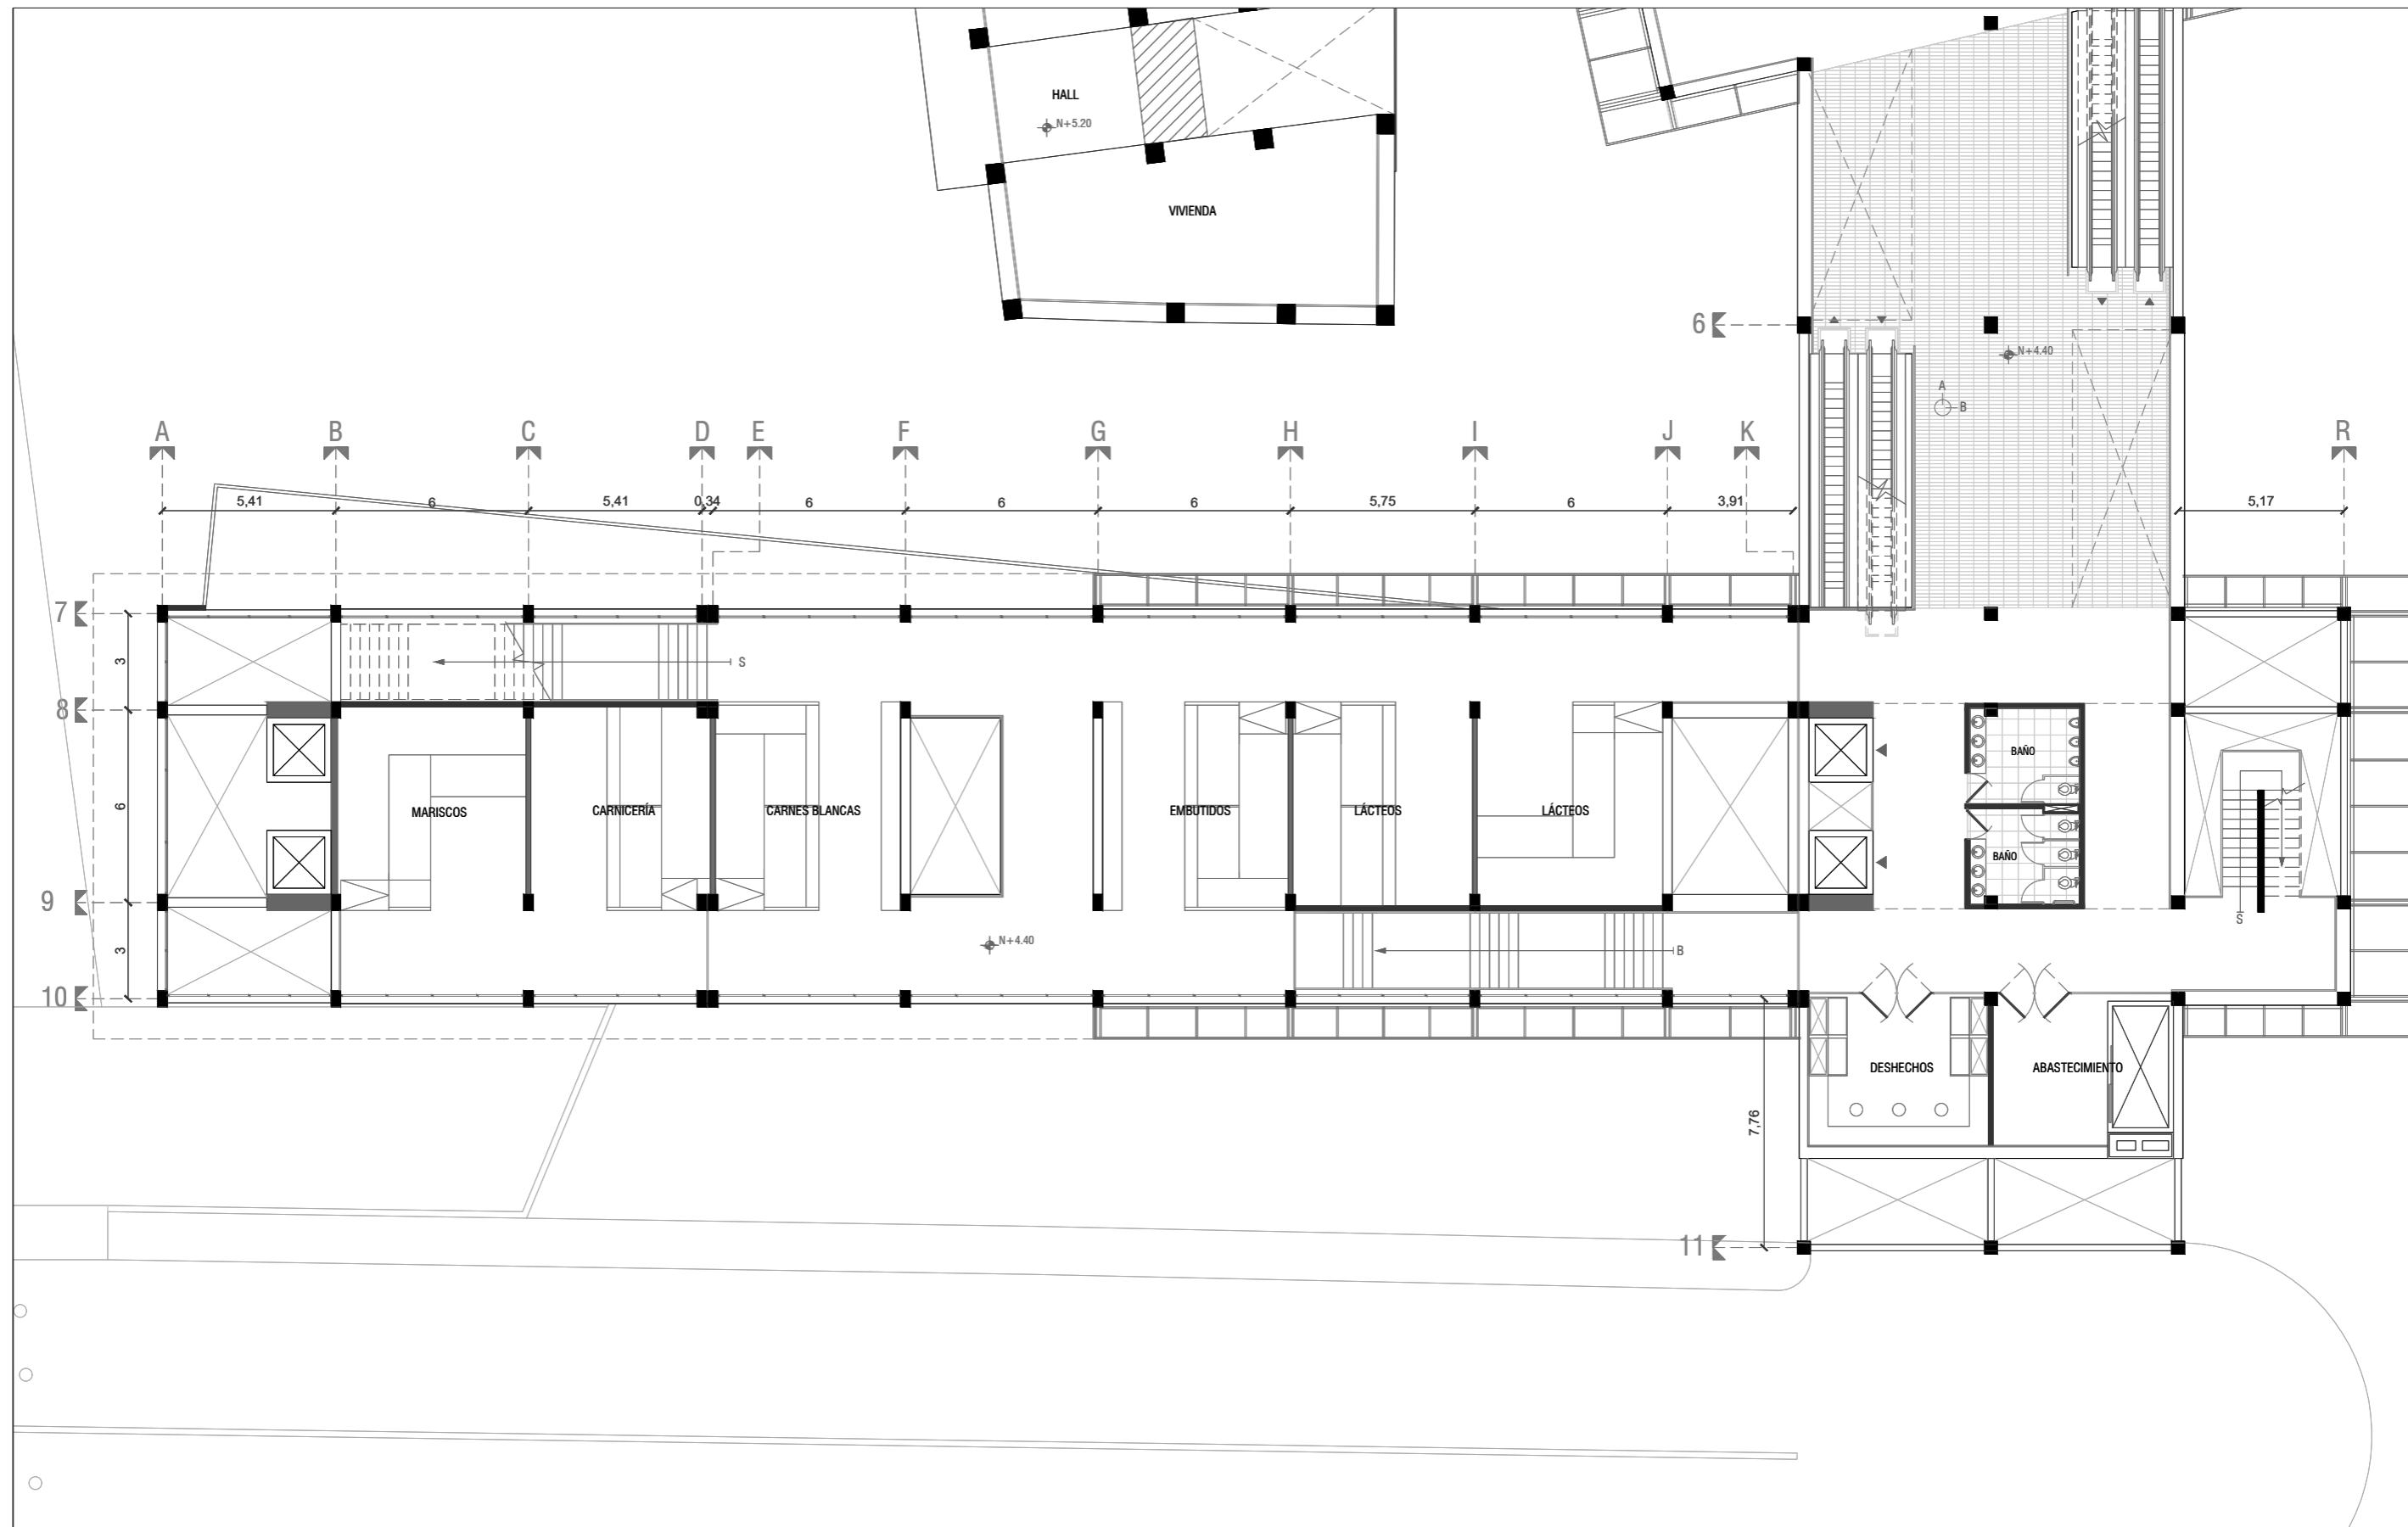 HALL
N+5.20
VIVIENDA
6
N+4.40
A
B
A B C D E F G H I J K R
5,41 6 5,41 0,34 6 6 6 5,75 6 3,91 5,17
7
3
S
8
BAÑO
6
MARISCOS CARNICERÍA CARNES BLANCAS EMBUTIDOS LÁCTEOS LÁCTEOS
BAÑO
9
S
3
N+4.40
B
10
DESHECHOS ABASTECIMIENTO
7,76
11